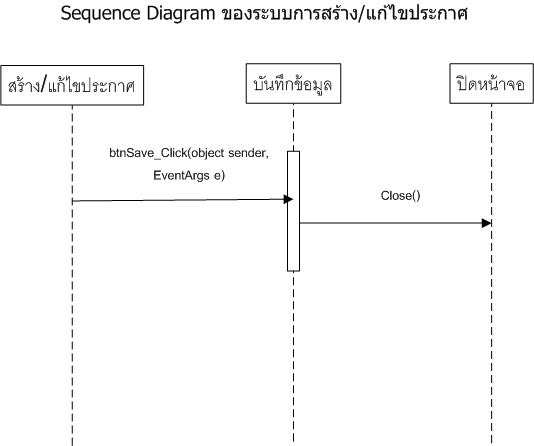 Sequence Diagram ของระบบการสร้าง/แก้ไขประกาศ
สร้าง/แก้ไขประกาศ
บันทึกข้อมูล
ปิดหน้าจอ
btnSave_Click(object sender,
EventArgs e)
Close()